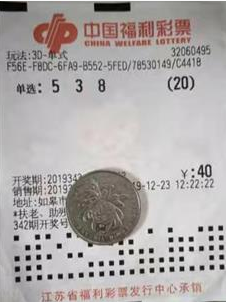 中国福利彩票
CHINA WELFARE LOTTERY
玩法:3D-单式 32060495
F56E-F8DC-6FA9-B552-5FED/78530149/C4418
单选: 5 3 8 (20)
¥:40
开奖期:2019343
销售期:2019 19-12-23 12:22:22
地址:如皋市
*扶老、助残
342期开奖号
江苏省福利彩票发行中心承销